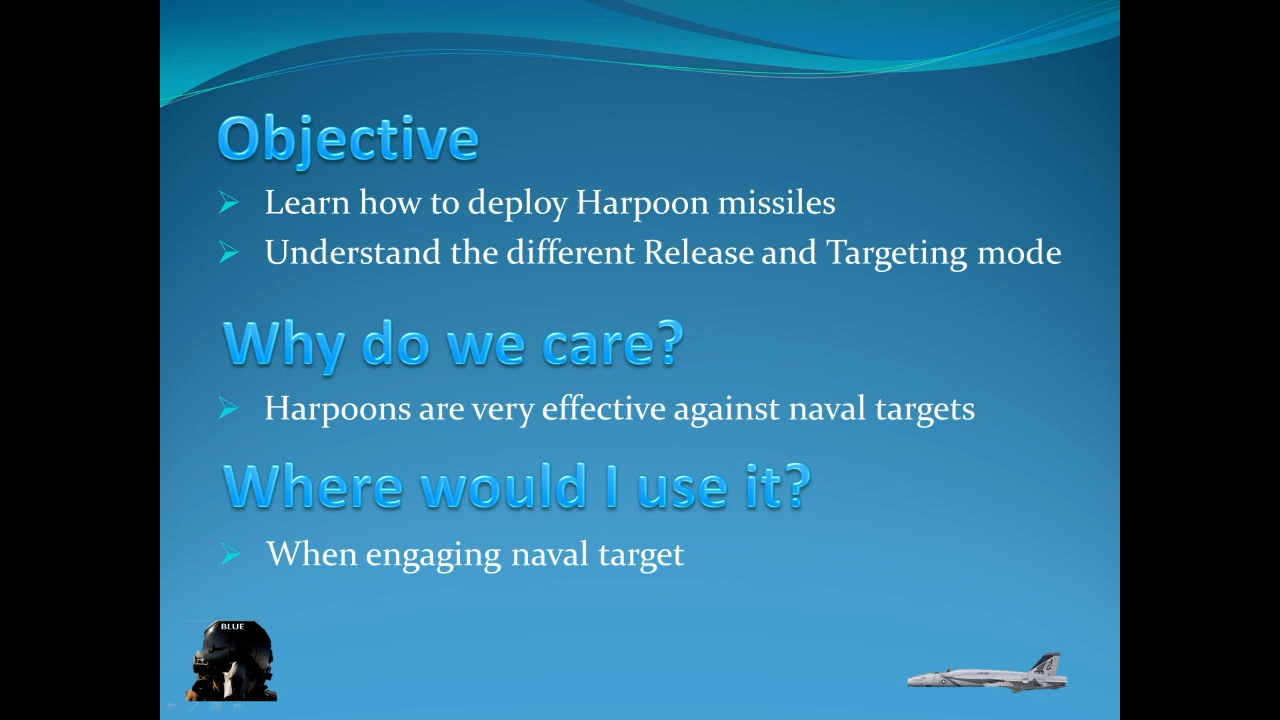 Objective
Learn how to deploy Harpoon missiles
Understand the different Release and Targeting mode
Why do we care?
Harpoons are very effective against naval targets
Where would I use it?
When engaging naval target
BLUE